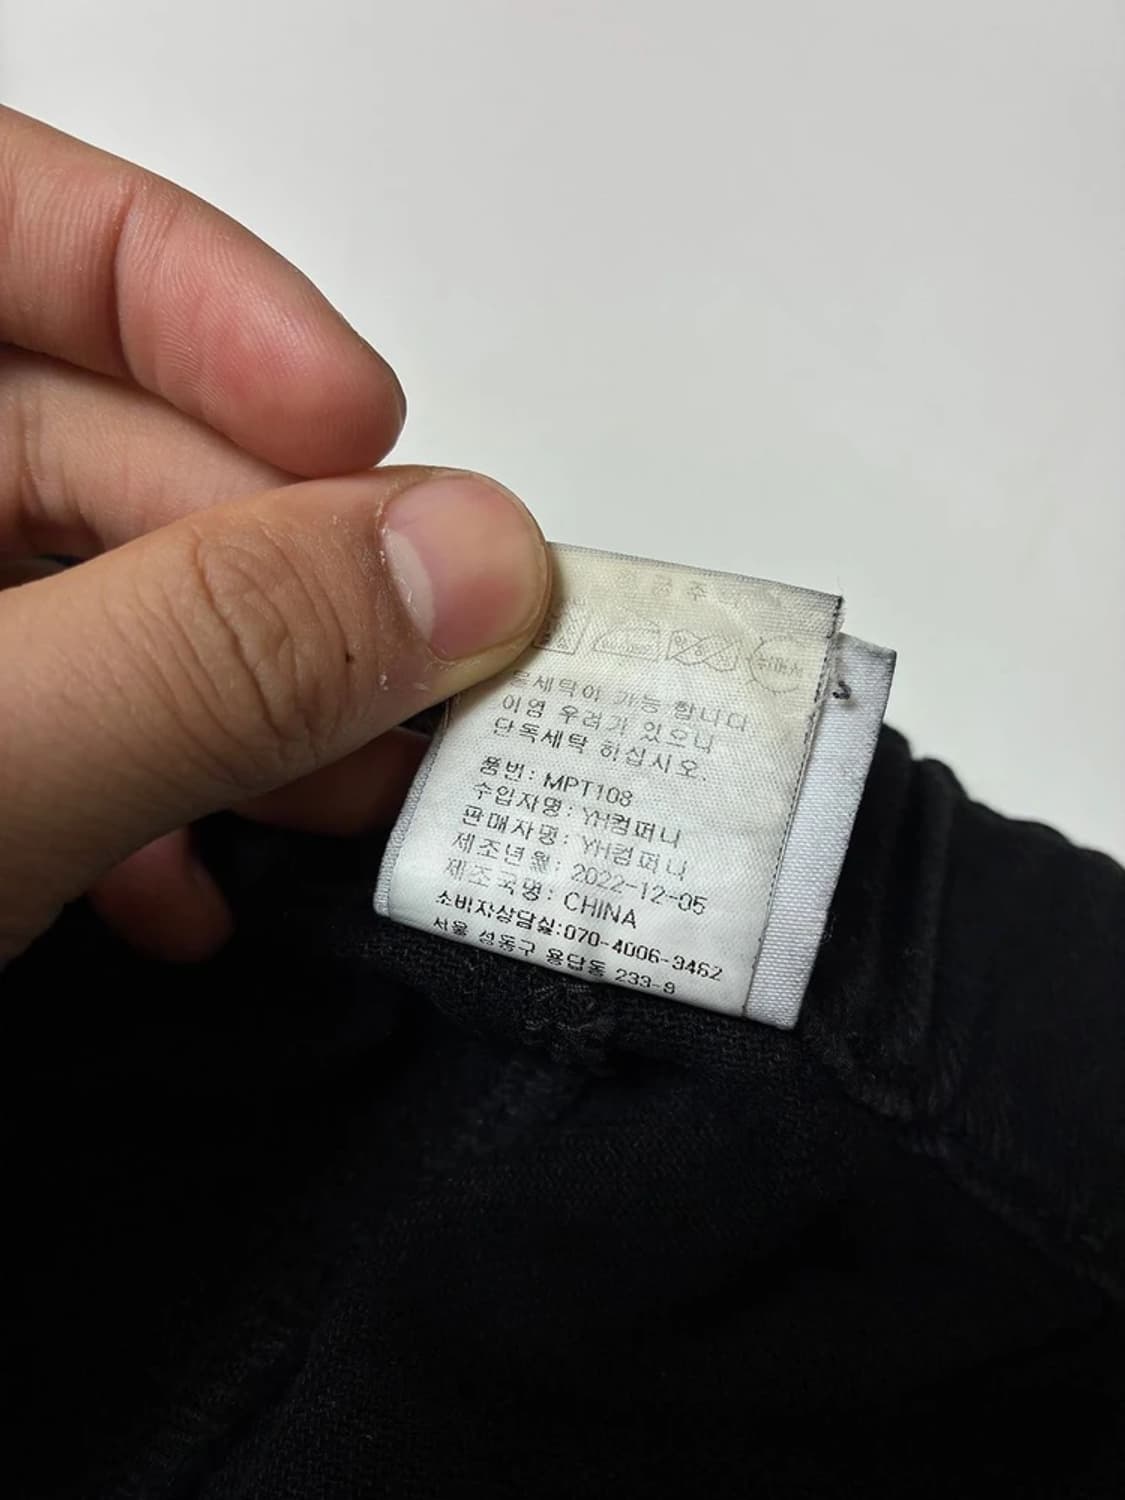 세탁이 가능 합니다
이염 우려가 있으니
단독세탁 하십시오.
품번: MPT108
수입자명: YH컴퍼니
판매자명: YH컴퍼니
제조년월: 2022-12-05
제조국명: CHINA
소비자상담실:070-4006-3462
서울 성동구 용답동 233-9